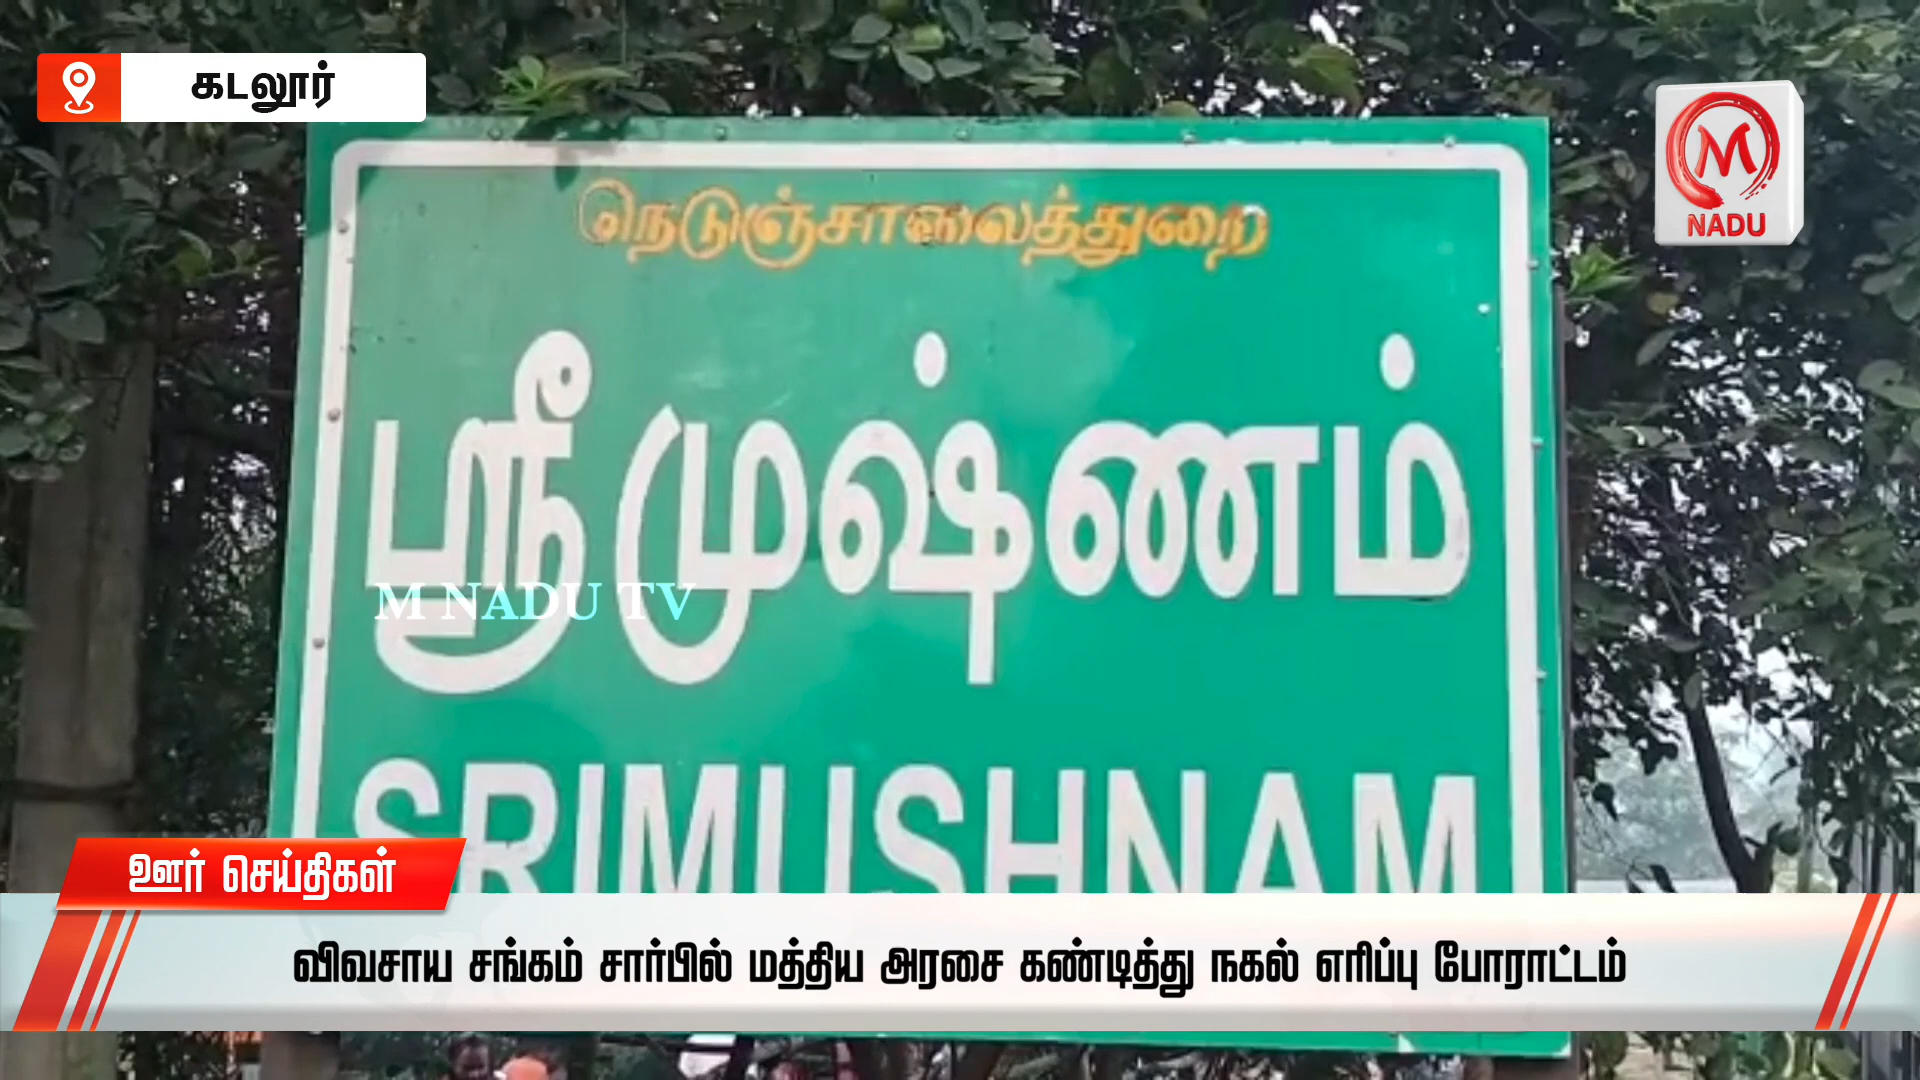 கடலூர்
M
NADU
நெடுஞ்சாலைத்துறை
ஸ்ரீமுஷ்ணம்
M NADU TV
SRIMUSHNAM
ஊர் செய்திகள்
விவசாய சங்கம் சார்பில் மத்திய அரசை கண்டித்து நகல் எரிப்பு போராட்டம்